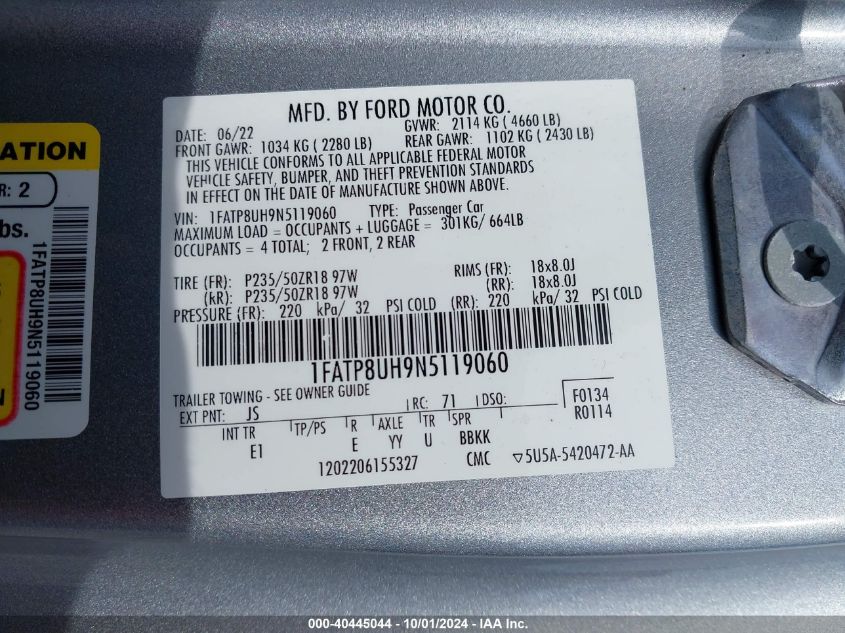 MFD. BY FORD MOTOR CO.
DATE: 06/22 GVWR: 2114 KG ( 4660 LB)
FRONT GAWR: 1034 KG ( 2280 LB) REAR GAWR: 1102 KG ( 2430 LB)
THIS VEHICLE CONFORMS TO ALL APPLICABLE FEDERAL MOTOR
VEHICLE SAFETY, BUMPER, AND THEFT PREVENTION STANDARDS
IN EFFECT ON THE DATE OF MANUFACTURE SHOWN ABOVE.
VIN: 1FATP8UH9N5119060 TYPE: Passenger Car
MAXIMUM LOAD = OCCUPANTS + LUGGAGE = 301KG/ 664LB
OCCUPANTS = 4 TOTAL; 2 FRONT, 2 REAR
TIRE (FR): P235/50ZR18 97W RIMS (FR): 18x8.0J
(RR): P235/50ZR18 97W (RR): 18x8.0J
PRESSURE (FR): 220 kPa/ 32 PSI COLD (RR): 220 kPa/ 32 PSI COLD
1FATP8UH9N5119060
TRAILER TOWING - SEE OWNER GUIDE
EXT PNT: JS RC: 71 DSO: F0134
R0114
INT TR TP/PS R AXLE TR SPR
E1 E YY U BBKK
1202206155327 CMC ▽5U5A-5420472-AA
ATION
R: 2
bs.
1FATP8UH9N5119060
N
000-40445044 / 10/01/2024 - IAA Inc.